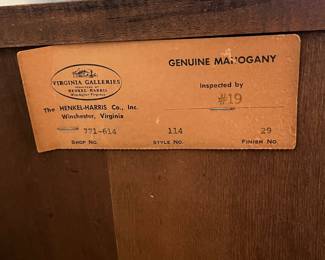 VIRGINIA GALLERIES
HENKEL-HARRIS
Winchester Virginia
GENUINE MAHOGANY
Inspected by
#19
The HENKEL-HARRIS Co., Inc.
Winchester, Virginia
771-614 114 29
SHOP NO. STYLE NO. FINISH NO.